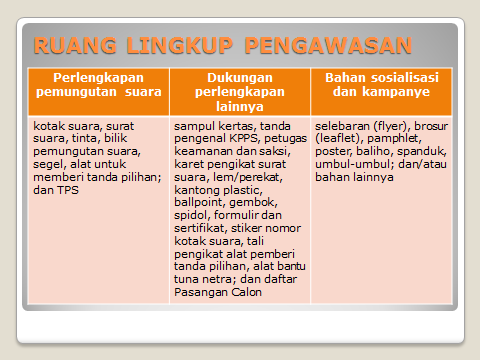 RUANG LINGKUP PENGAWASAN
Perlengkapan
pemungutan suara
Dukungan
perlengkapan
lainnya
Bahan sosialisasi
dan kampanye
kotak suara, surat
suara, tinta, bilik
pemungutan suara,
segel, alat untuk
memberi tanda pilihan;
dan TPS
sampul kertas, tanda
pengenal KPPS, petugas
keamanan dan saksi,
karet pengikat surat
suara, lem/perekat,
kantong plastic,
ballpoint, gembok,
spidol, formulir dan
sertifikat, stiker nomor
kotak suara, tali
pengikat alat pemberi
tanda pilihan, alat bantu
tuna netra; dan daftar
Pasangan Calon
selebaran (flyer), brosur
(leaflet), pamphlet,
poster, baliho, spanduk,
umbul-umbul; dan/atau
bahan lainnya